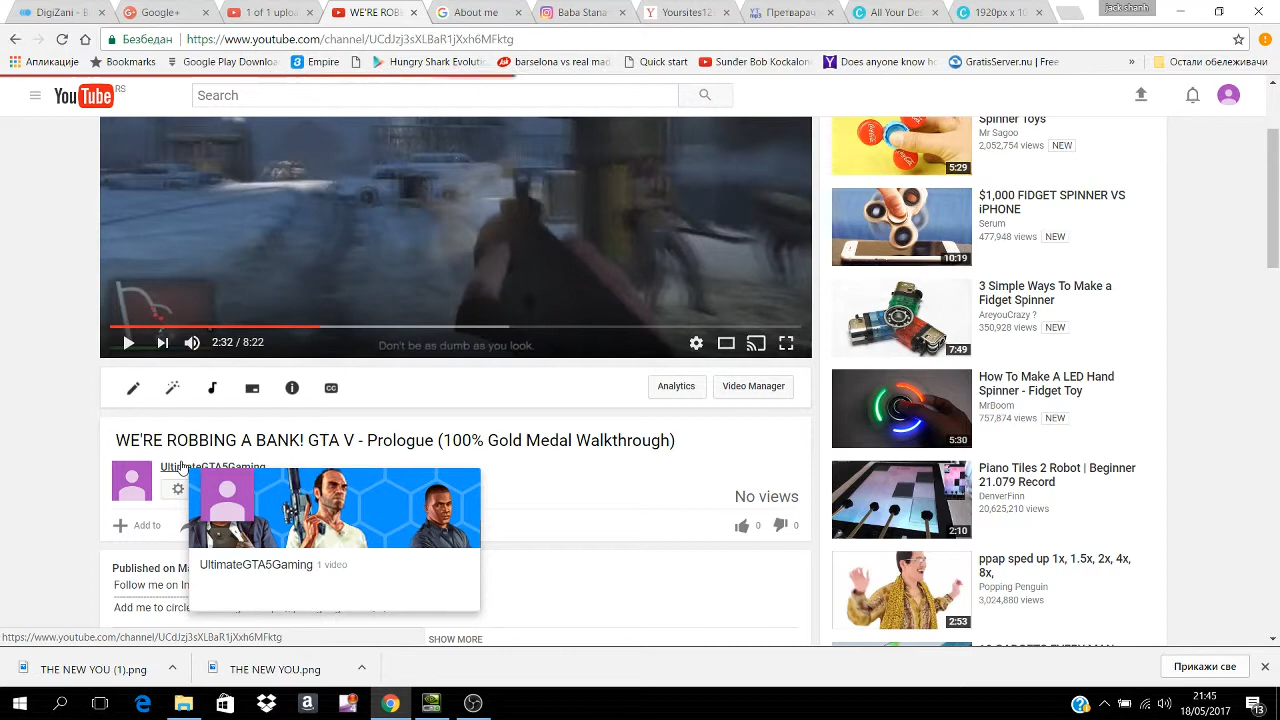 DigiZani - B
Google+
1 of 1 uploa
WE'RE ROB
About me
Baba Stana
Yoursites12
Претварач
All Your De
1920px x 10
jack shanh
Безбедан
https://www.youtube.com/channel/UCdJzj3sXLBaR1jXxh6MFktg
Апликације
Bookmarks
Google Play Downloa
Empire
Hungry Shark Evoluti
barselona vs real mad
Quick start
Sunder Bob Kockalon
Does anyone know ho
GratisServer.nu | Free
»
Остали обележивачи
YouTube RS
Search
Spinner Toys
Mr Sagoo
2,052,754 views NEW
5:29
$1,000 FIDGET SPINNER VS
iPHONE
Serum
477,948 views NEW
10:19
3 Simple Ways To Make a
Fidget Spinner
AreyouCrazy ?
350,928 views NEW
7:49
2:32 / 8:22
Don't be as dumb as you look.
How To Make A LED Hand
Spinner - Fidget Toy
MrBoom
757,874 views NEW
5:30
Analytics
Video Manager
WE'RE ROBBING A BANK! GTA V - Prologue (100% Gold Medal Walkthrough)
UltimateGTA5Gaming
No views
Add to
0
0
UltimateGTA5Gaming 1 video
Published on Ma
Follow me on In
Add me to circle
SHOW MORE
Piano Tiles 2 Robot | Beginner
21.079 Record
DenverFinn
20,625,210 views
2:10
ppap sped up 1x, 1.5x, 2x, 4x,
8x,
Popping Penguin
3,024,880 views
2:53
https://www.youtube.com/channel/UCdJzj3sXLBaR1jXxh6MFktg
THE NEW YOU (1).png
THE NEW YOU.png
Прикажи све
21:45
18/05/2017
13